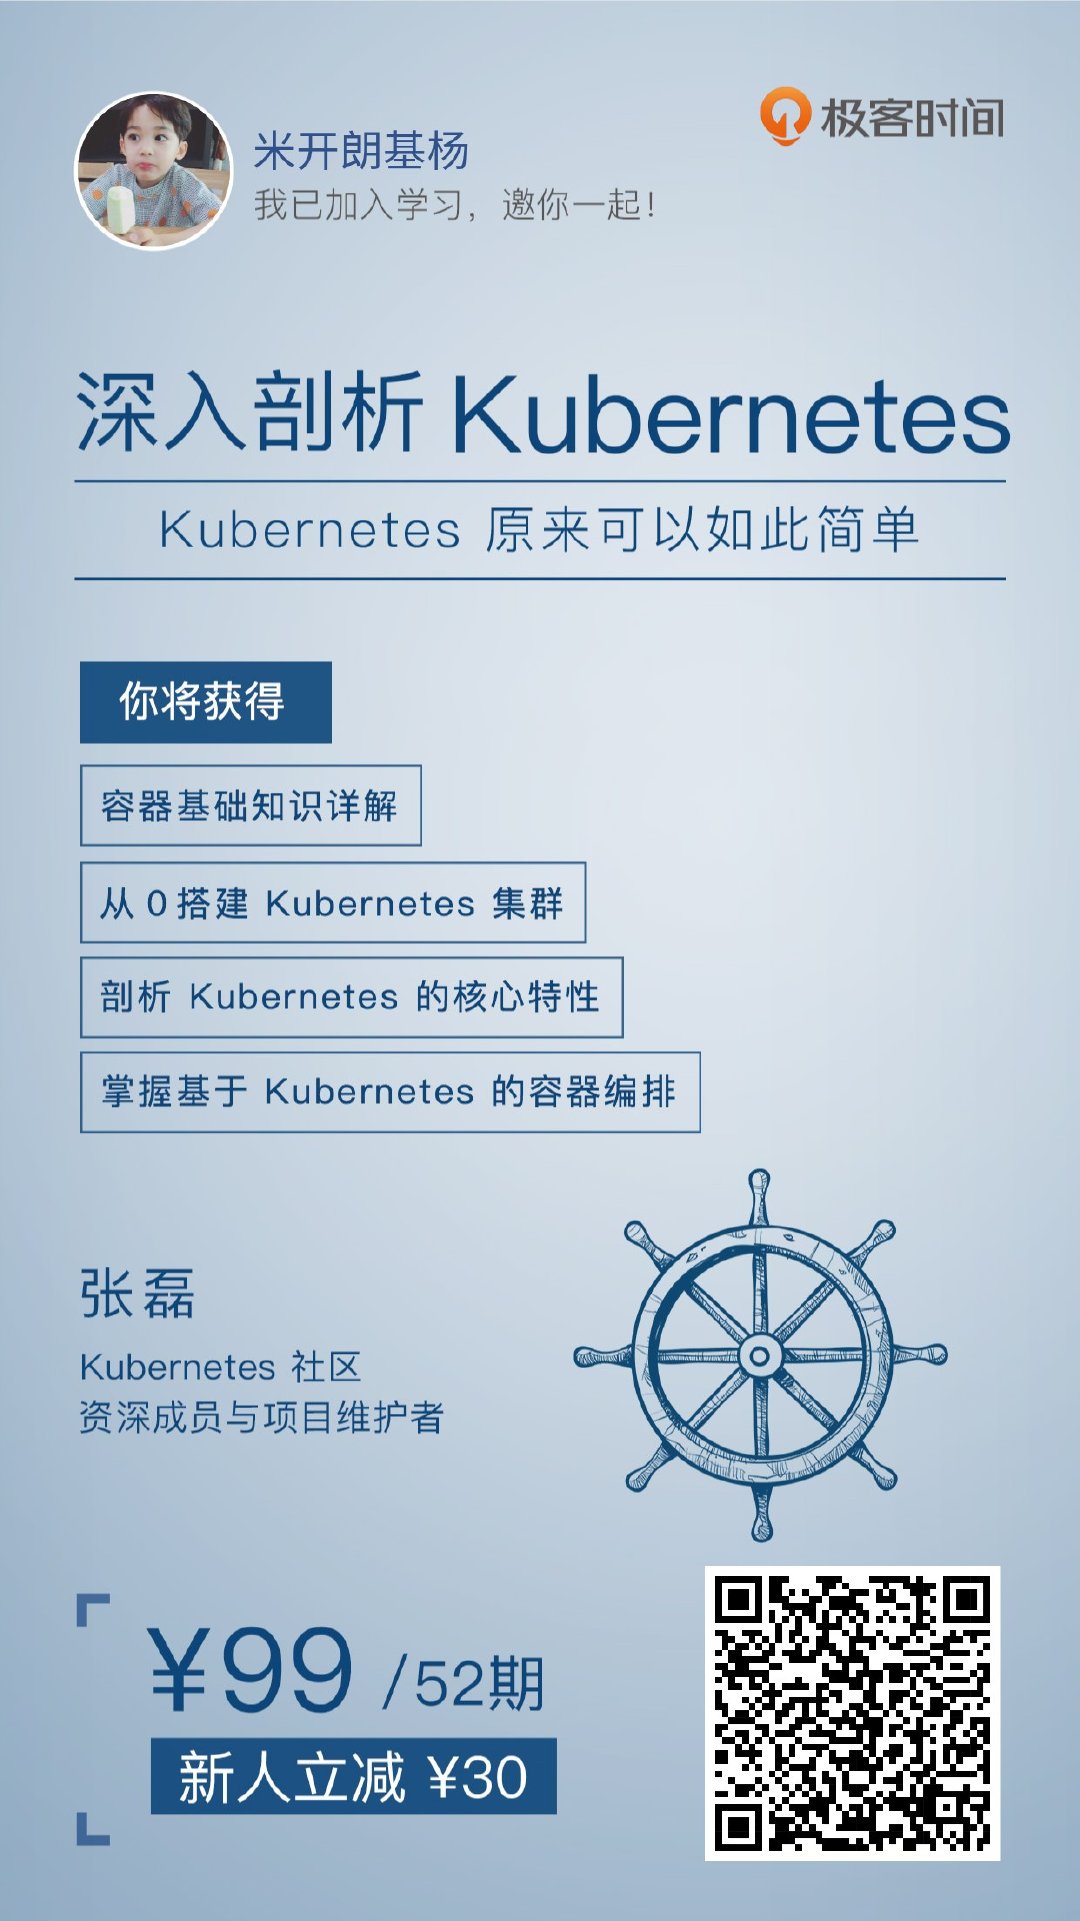 极客时间
米开朗基杨
我已加入学习，邀你一起！
深入剖析 Kubernetes
Kubernetes 原来可以如此简单
你将获得
容器基础知识详解
从 0 搭建 Kubernetes 集群
剖析 Kubernetes 的核心特性
掌握基于 Kubernetes 的容器编排
张磊
Kubernetes 社区
资深成员与项目维护者
¥99 /52期
新人立减 ¥30